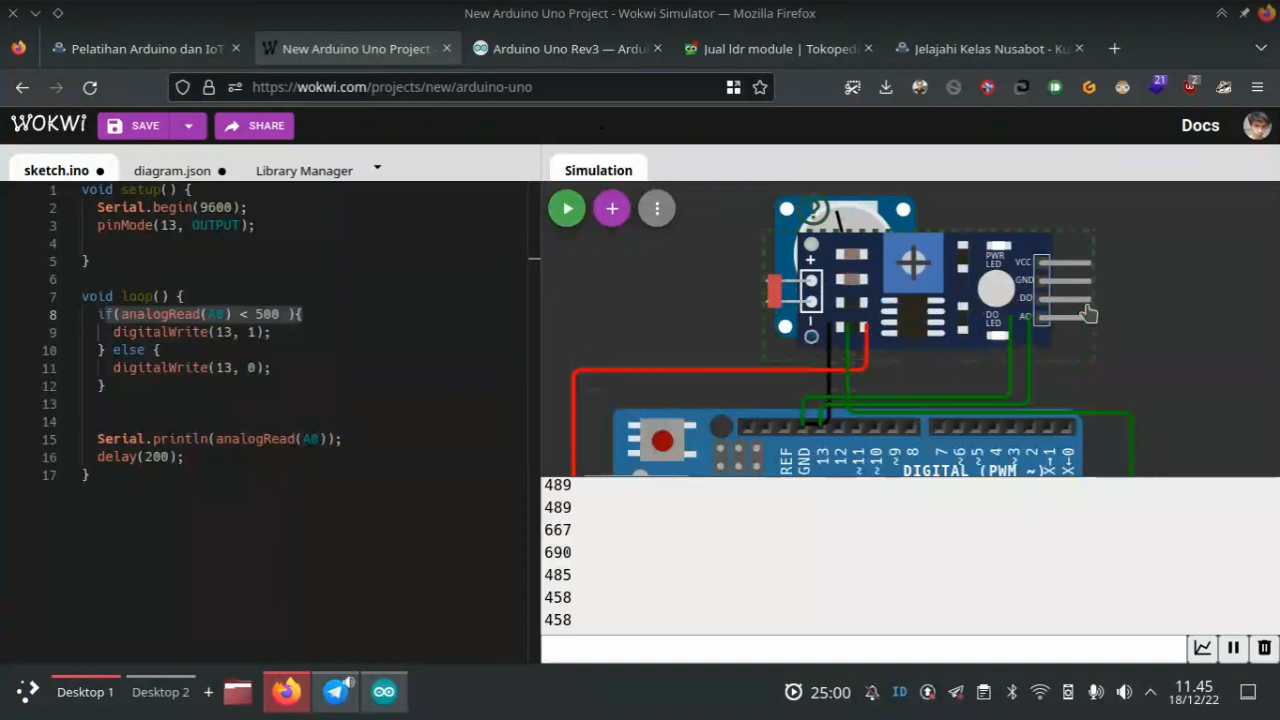 New Arduino Uno Project - Wokwi Simulator — Mozilla Firefox
Pelatihan Arduino dan IoT
New Arduino Uno Project -
Arduino Uno Rev3 — Ardu
Jual ldr module | Tokoped
Jelajahi Kelas Nusabot - Ku
https://wokwi.com/projects/new/arduino-uno
21
2
WOKWi
SAVE
SHARE
Docs
sketch.ino
diagram.json
Library Manager
Simulation
1 void setup() {
2 Serial.begin(9600);
3 pinMode(13, OUTPUT);
4
5 }
6
7 void loop() {
8 if(analogRead(A0) < 500 ){
9 digitalWrite(13, 1);
10 } else {
11 digitalWrite(13, 0);
12 }
13
14
15 Serial.println(analogRead(A0));
16 delay(200);
17 }
?
+
PWR
LED
VCC
GND
DO
DO
LED
AO
REF
GND
13
12
~11
~10
~9
8
7
~6
~5
4
~3
2
X→1
X←0
DIGITAL (PWM ~)
489
489
667
690
485
458
458
Desktop 1
Desktop 2
25:00
ID
11.45
18/12/22